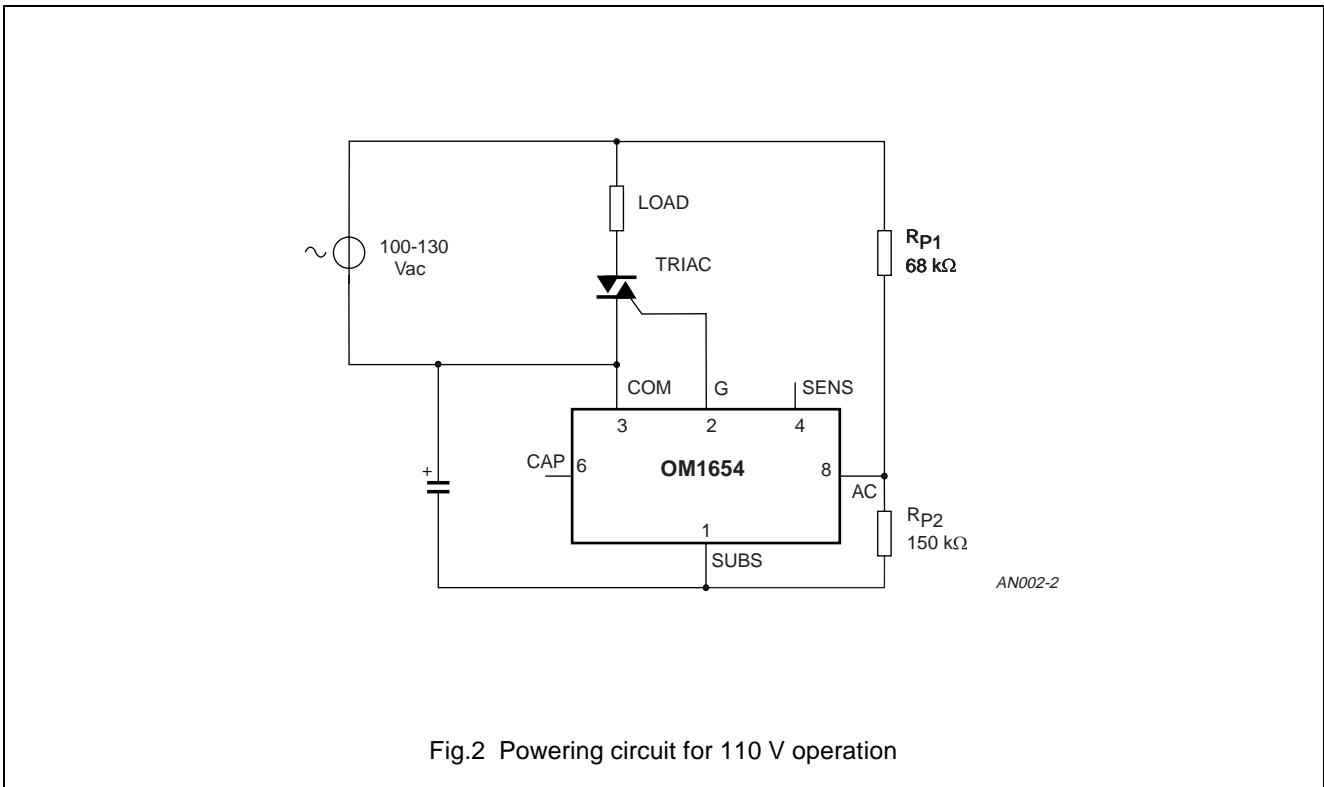 LOAD
100-130
Vac
TRIAC
RP1
68 kΩ
COM
G
SENS
3
2
4
CAP
6
OM1654
8
AC
+
1
SUBS
RP2
150 kΩ
AN002-2
Fig.2 Powering circuit for 110 V operation